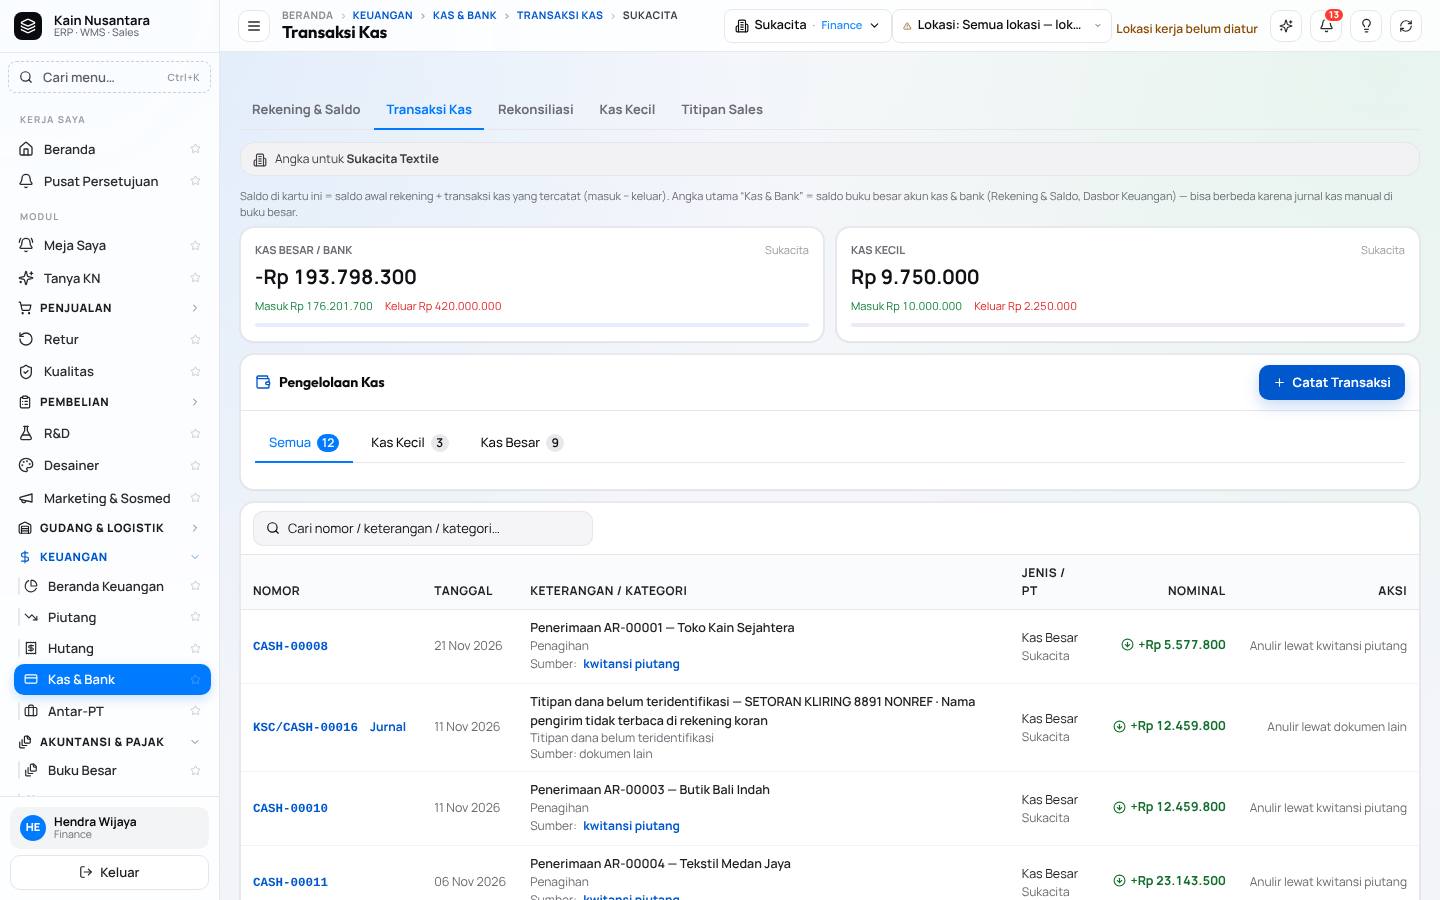 Kain Nusantara
ERP · WMS · Sales
Cari menu... Ctrl+K
KERJA SAYA
Beranda
Pusat Persetujuan
MODUL
Meja Saya
Tanya KN
PENJUALAN
Retur
Kualitas
PEMBELIAN
R&D
Desainer
Marketing & Sosmed
GUDANG & LOGISTIK
KEUANGAN
Beranda Keuangan
Piutang
Hutang
Kas & Bank
Antar-PT
AKUNTANSI & PAJAK
Buku Besar
HE Hendra Wijaya
Finance
Keluar
BERANDA > KEUANGAN > KAS & BANK > TRANSAKSI KAS > SUKACITA
Transaksi Kas
Sukacita · Finance
Lokasi: Semua lokasi — lok...
Lokasi kerja belum diatur
13
Rekening & Saldo Transaksi Kas Rekonsiliasi Kas Kecil Titipan Sales
Angka untuk Sukacita Textile
Saldo di kartu ini = saldo awal rekening + transaksi kas yang tercatat (masuk − keluar). Angka utama "Kas & Bank" = saldo buku besar akun kas & bank (Rekening & Saldo, Dasbor Keuangan) — bisa berbeda karena jurnal kas manual di
buku besar.
KAS BESAR / BANK Sukacita
-Rp 193.798.300
Masuk Rp 176.201.700 Keluar Rp 420.000.000
KAS KECIL Sukacita
Rp 9.750.000
Masuk Rp 10.000.000 Keluar Rp 2.250.000
Pengelolaan Kas
+ Catat Transaksi
Semua 12 Kas Kecil 3 Kas Besar 9
Cari nomor / keterangan / kategori...
NOMOR TANGGAL KETERANGAN / KATEGORI JENIS / PT NOMINAL AKSI
CASH-00008 21 Nov 2026 Penerimaan AR-00001 — Toko Kain Sejahtera
Penagihan
Sumber: kwitansi piutang
Kas Besar
Sukacita
+Rp 5.577.800 Anulir lewat kwitansi piutang
KSC/CASH-00016 Jurnal 11 Nov 2026 Titipan dana belum teridentifikasi — SETORAN KLIRING 8891 NONREF · Nama
pengirim tidak terbaca di rekening koran
Titipan dana belum teridentifikasi
Sumber: dokumen lain
Kas Besar
Sukacita
+Rp 12.459.800 Anulir lewat dokumen lain
CASH-00010 11 Nov 2026 Penerimaan AR-00003 — Butik Bali Indah
Penagihan
Sumber: kwitansi piutang
Kas Besar
Sukacita
+Rp 12.459.800 Anulir lewat kwitansi piutang
CASH-00011 06 Nov 2026 Penerimaan AR-00004 — Tekstil Medan Jaya
Penagihan
Sumber: kwitansi piutang
Kas Besar
Sukacita
+Rp 23.143.500 Anulir lewat kwitansi piutang